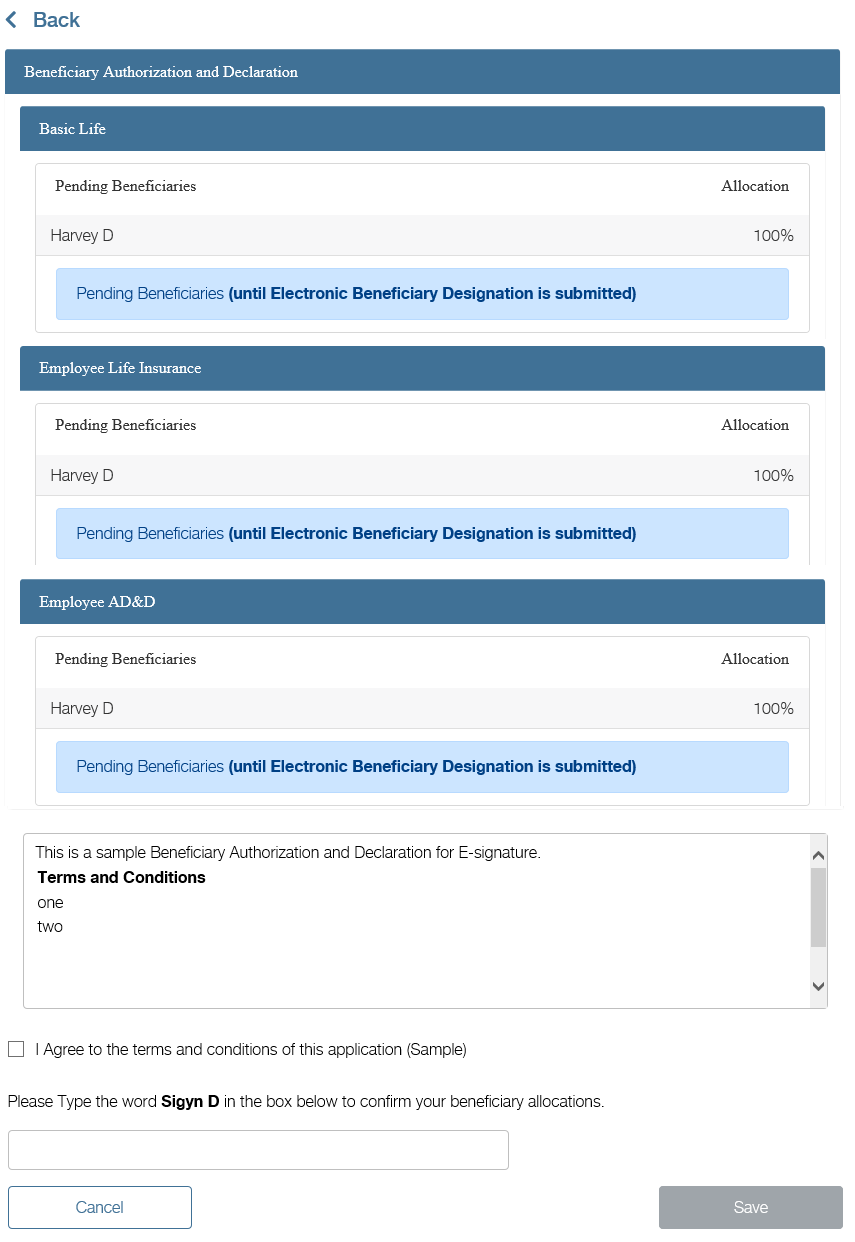 Back
Beneficiary Authorization and Declaration
Basic Life
Pending Beneficiaries Allocation
Harvey D 100%
Pending Beneficiaries (until Electronic Beneficiary Designation is submitted)
Employee Life Insurance
Pending Beneficiaries Allocation
Harvey D 100%
Pending Beneficiaries (until Electronic Beneficiary Designation is submitted)
Employee AD&D
Pending Beneficiaries Allocation
Harvey D 100%
Pending Beneficiaries (until Electronic Beneficiary Designation is submitted)
This is a sample Beneficiary Authorization and Declaration for E-signature.
Terms and Conditions
one
two
I Agree to the terms and conditions of this application (Sample)
Please Type the word Sigyn D in the box below to confirm your beneficiary allocations.
Cancel Save